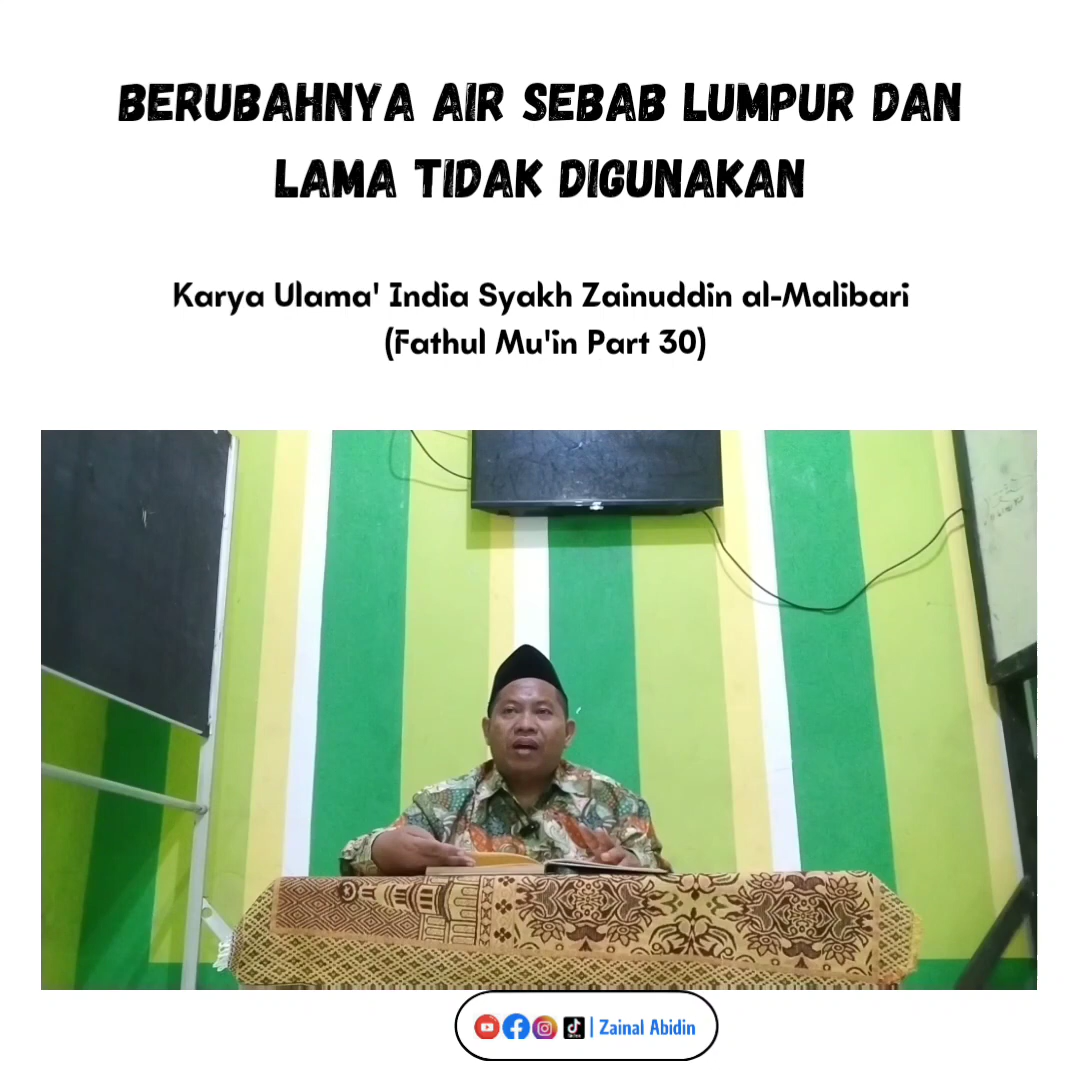 BERUBAHNYA AIR SEBAB LUMPUR DAN
LAMA TIDAK DIGUNAKAN
Karya Ulama' India Syakh Zainuddin al-Malibari
(Fathul Mu'in Part 30)
| Zainal Abidin